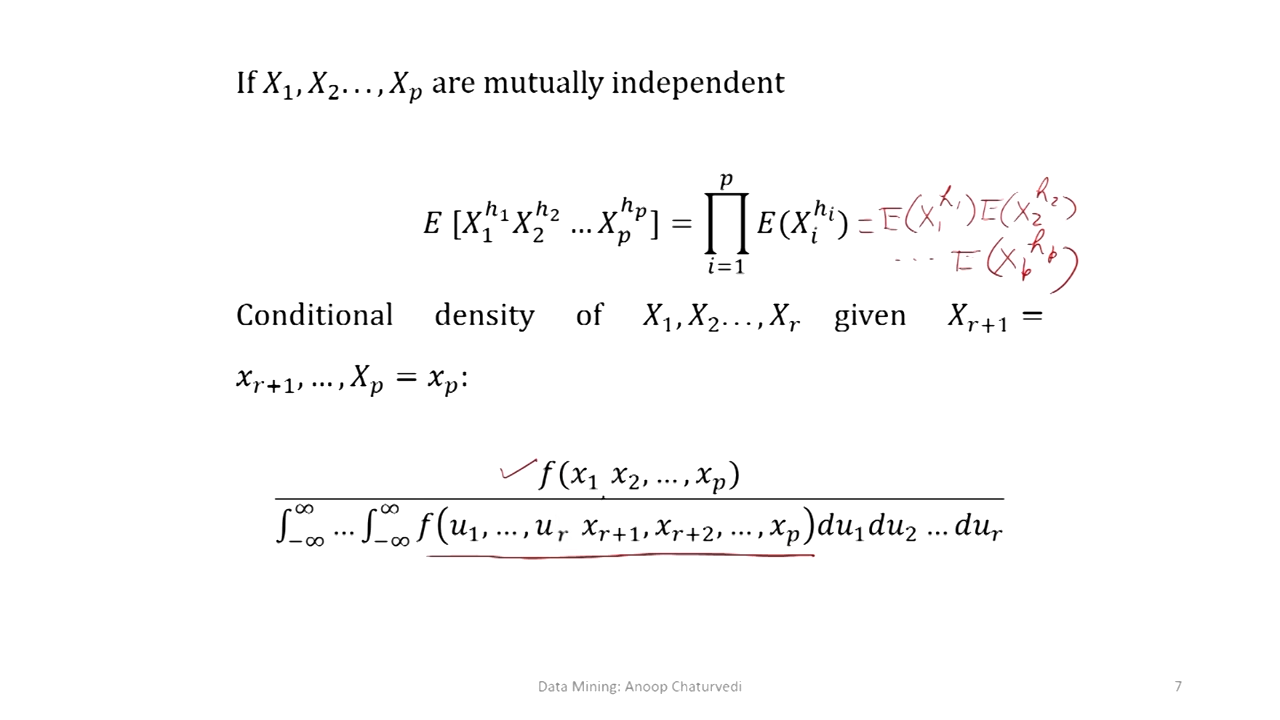 If X₁, X₂…, Xₚ are mutually independent
E [X₁^{h₁} X₂^{h₂} … Xₚ^{hₚ}] = ∏_{i=1}^{p} E(Xᵢ^{hᵢ}) = E(X₁^{h₁}) E(X₂^{h₂})
… E(Xₚ^{hₚ})
Conditional density of X₁, X₂…, Xᵣ given Xᵣ₊₁ =
xᵣ₊₁, …, Xₚ = xₚ:
✓ f(x₁ x₂, …, xₚ)
∫_{-∞}^{∞} … ∫_{-∞}^{∞} f(u₁, …, uᵣ xᵣ₊₁, xᵣ₊₂, …, xₚ)du₁du₂ … duᵣ
Data Mining: Anoop Chaturvedi 7